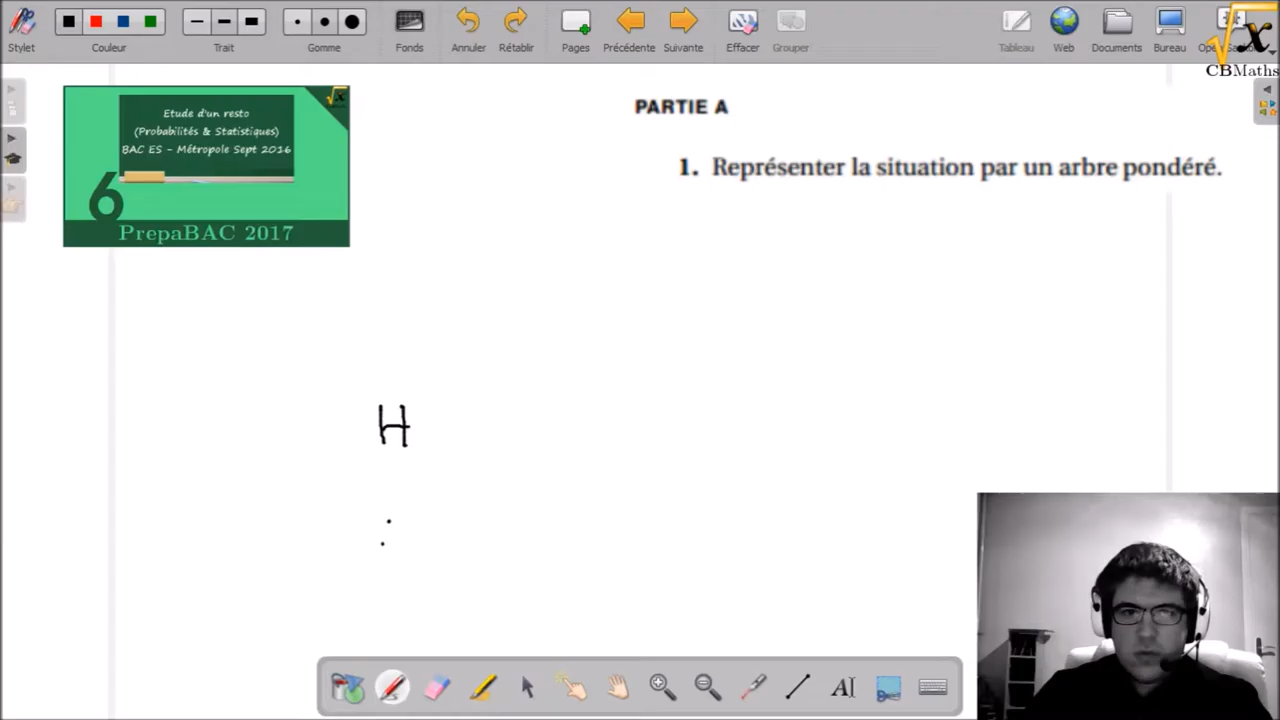 Stylet
Couleur
Trait
Gomme
Fonds
Annuler
Rétablir
Pages
Précédente
Suivante
Effacer
Grouper
Tableau
Web
Documents
Bureau
CBMaths
Etude d'un resto
(Probabilités & Statistiques)
BAC ES - Métropole Sept 2016
6
PrepaBAC 2017
PARTIE A
1. Représenter la situation par un arbre pondéré.
H